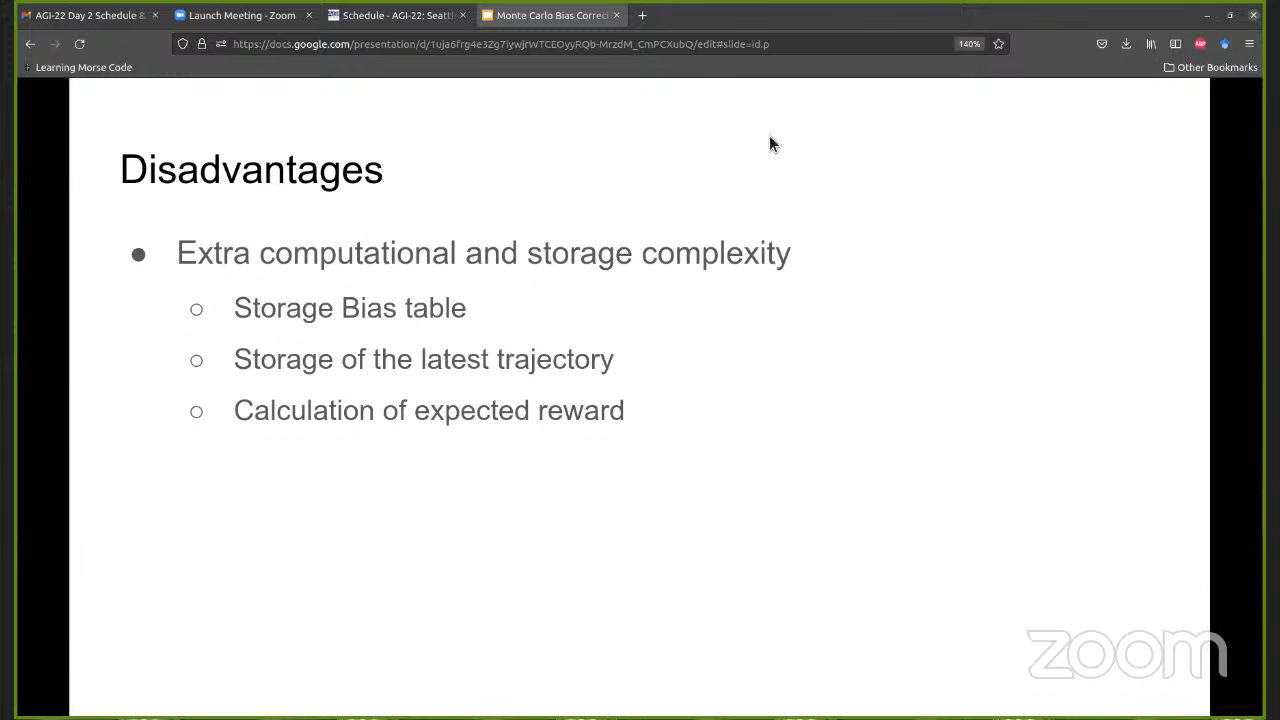 AGI-22 Day 2 Schedule &
Launch Meeting - Zoom
Schedule - AGI-22: Seattl
Monte Carlo Bias Correct
https://docs.google.com/presentation/d/1uja6frg4e3Zg7iywjrWTCEOyyRQb-MrzdM_CmPCXubQ/edit#slide=id.p
140%
ABP
Learning Morse Code
Other Bookmarks
Disadvantages
● Extra computational and storage complexity
○ Storage Bias table
○ Storage of the latest trajectory
○ Calculation of expected reward
zoom